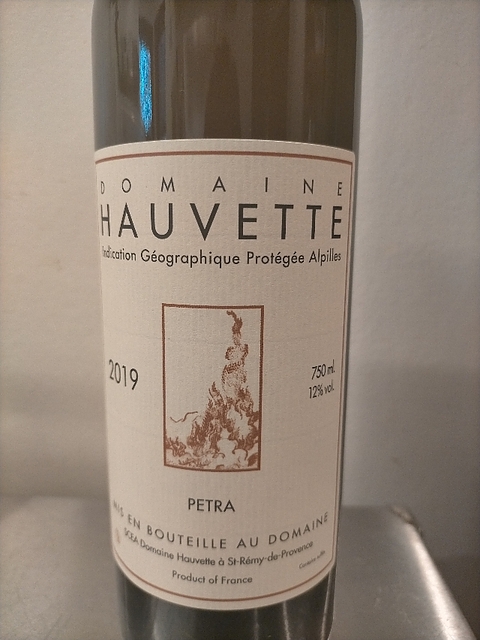 DOMAINE
HAUVETTE
Indication Géographique Protégée Alpilles
2019
750 ml.
12% vol.
PETRA
MIS EN BOUTEILLE AU DOMAINE
SCEA Domaine Hauvette à St-Rémy-de-Provence
Product of France